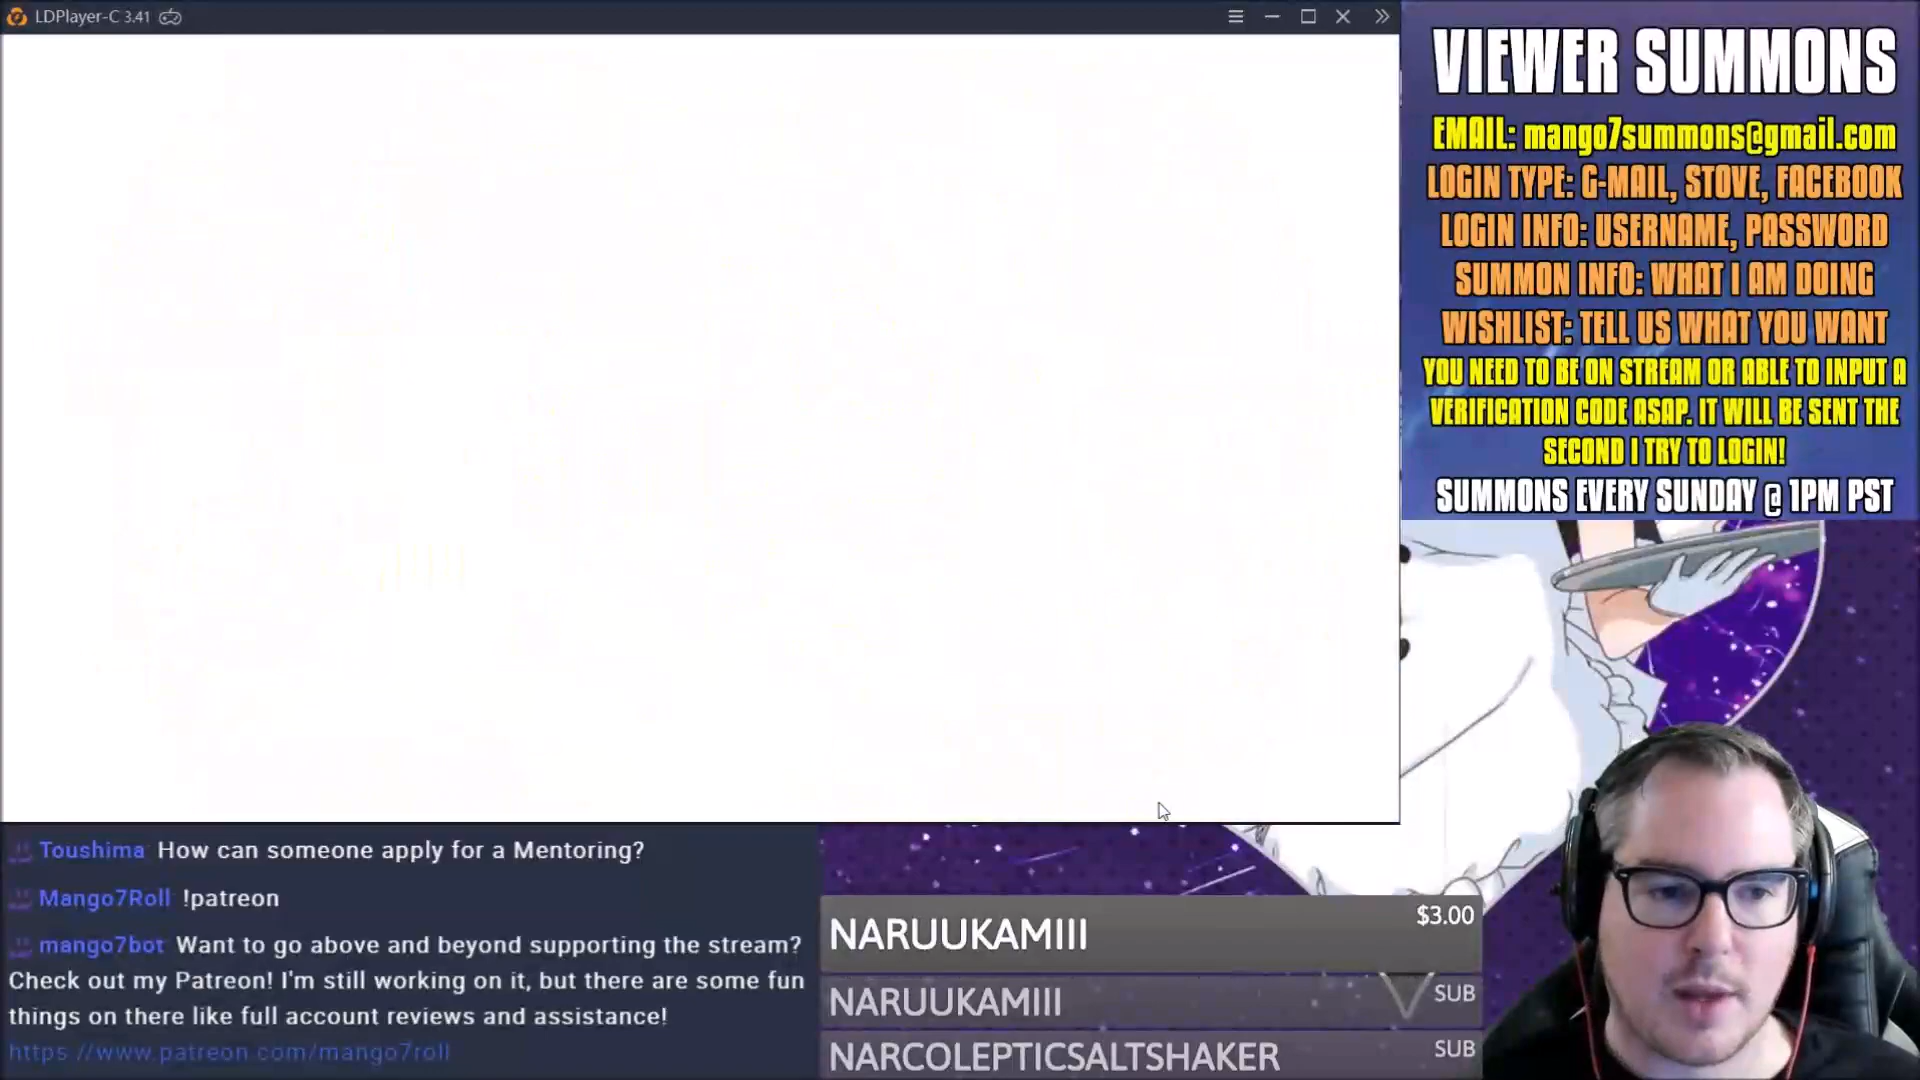 LDPlayer-C 3.41
VIEWER SUMMONS
EMAIL: mango7summons@gmail.com
LOGIN TYPE: G-MAIL, STOVE, FACEBOOK
LOGIN INFO: USERNAME, PASSWORD
SUMMON INFO: WHAT I AM DOING
WISHLIST: TELL US WHAT YOU WANT
YOU NEED TO BE ON STREAM OR ABLE TO INPUT A
VERIFICATION CODE ASAP. IT WILL BE SENT THE
SECOND I TRY TO LOGIN!
SUMMONS EVERY SUNDAY @ 1PM PST
Toushima How can someone apply for a Mentoring?
Mango7Roll !patreon
mango7bot Want to go above and beyond supporting the stream?
Check out my Patreon! I'm still working on it, but there are some fun
things on there like full account reviews and assistance!
https://www.patreon.com/mango7roll
NARUUKAMIII $3.00
NARUUKAMIII SUB
NARCOLEPTICSALTSHAKER SUB